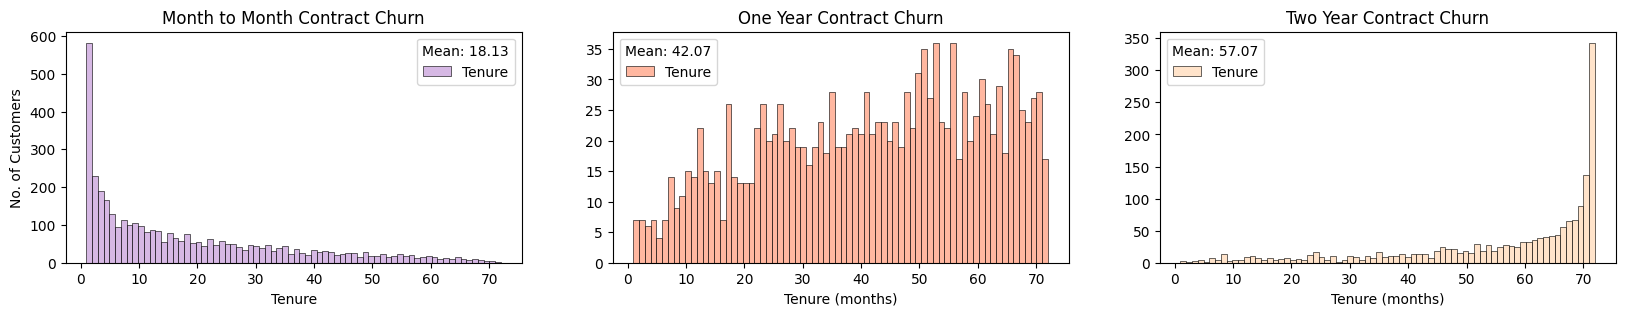 Month to Month Contract Churn
No. of Customers
600
500
400
300
200
100
0
Mean: 18.13
Tenure
0 10 20 30 40 50 60 70
Tenure
One Year Contract Churn
35
30
25
20
15
10
5
0
Mean: 42.07
Tenure
0 10 20 30 40 50 60 70
Tenure (months)
Two Year Contract Churn
350
300
250
200
150
100
50
0
Mean: 57.07
Tenure
0 10 20 30 40 50 60 70
Tenure (months)